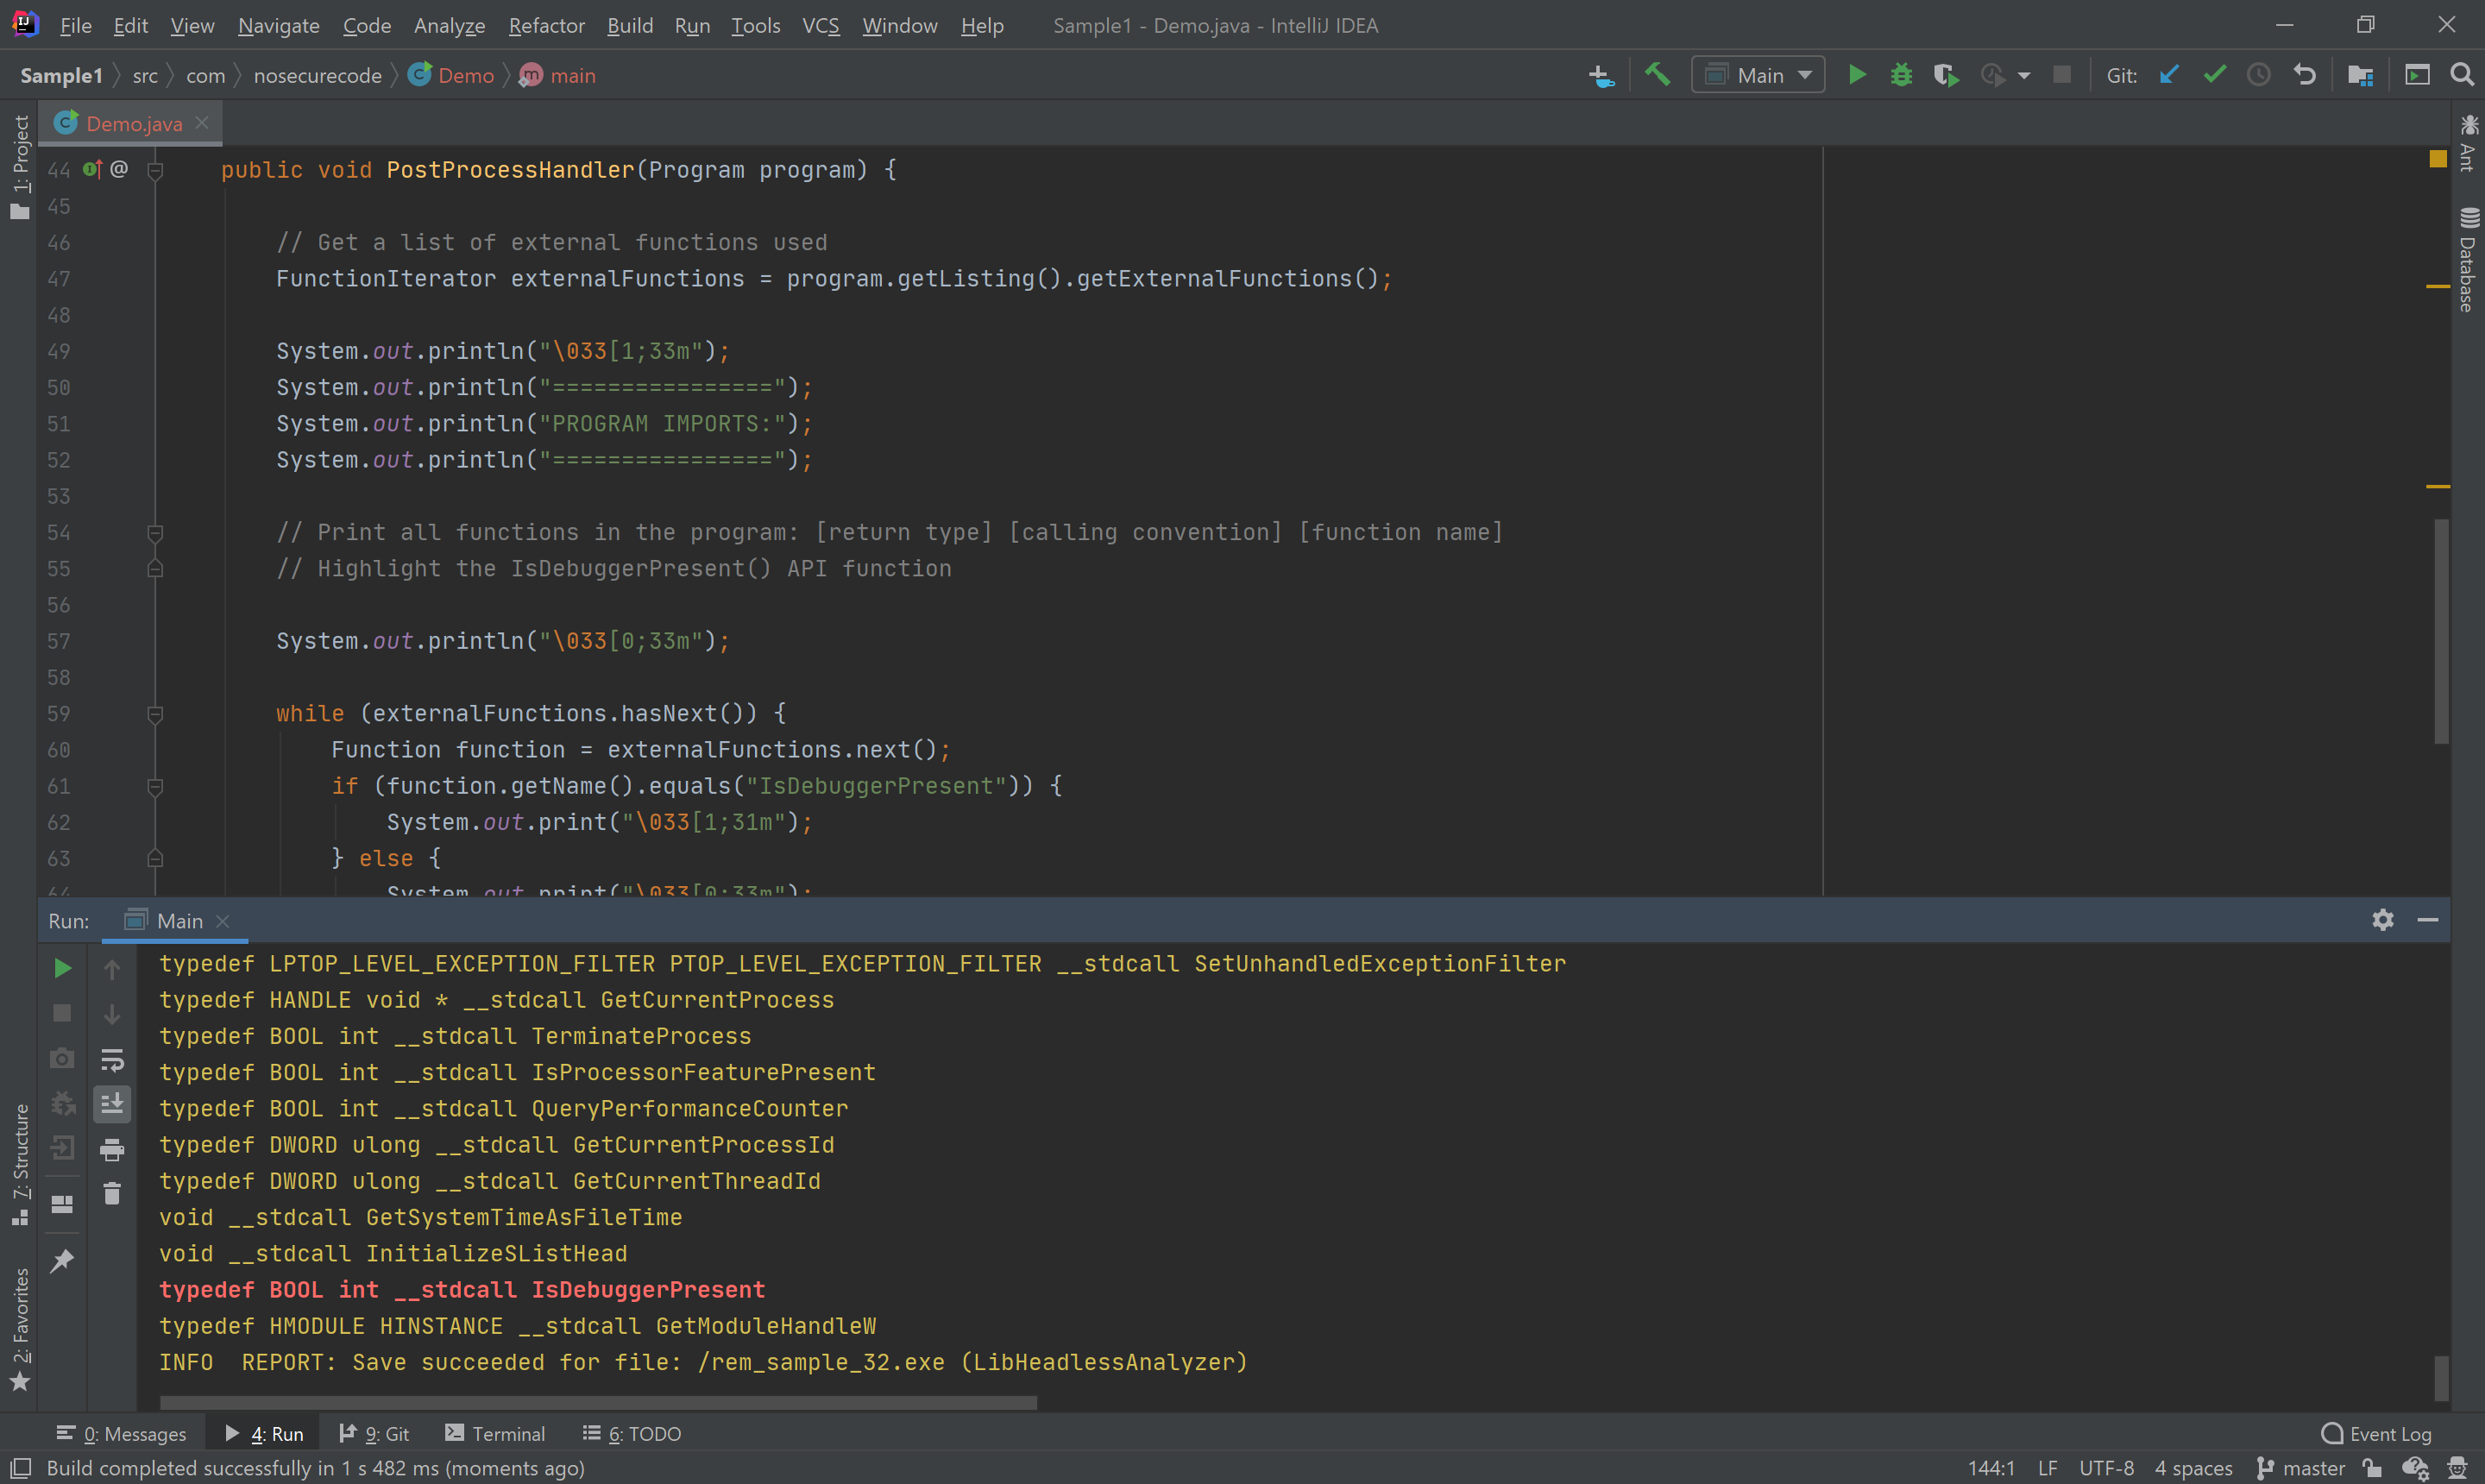 File Edit View Navigate Code Analyze Refactor Build Run Tools VCS Window Help Sample1 - Demo.java - IntelliJ IDEA
Sample1 src com nosecurecode Demo main Main Git:
1: Project
Demo.java
Ant
Database
44 @ public void PostProcessHandler(Program program) {
45
46 // Get a list of external functions used
47 FunctionIterator externalFunctions = program.getListing().getExternalFunctions();
48
49 System.out.println("\033[1;33m");
50 System.out.println("================");
51 System.out.println("PROGRAM IMPORTS:");
52 System.out.println("================");
53
54 // Print all functions in the program: [return type] [calling convention] [function name]
55 // Highlight the IsDebuggerPresent() API function
56
57 System.out.println("\033[0;33m");
58
59 while (externalFunctions.hasNext()) {
60 Function function = externalFunctions.next();
61 if (function.getName().equals("IsDebuggerPresent")) {
62 System.out.print("\033[1;31m");
63 } else {
64 System.out.print("\033[0;33m");
Run: Main
typedef LPTOP_LEVEL_EXCEPTION_FILTER PTOP_LEVEL_EXCEPTION_FILTER __stdcall SetUnhandledExceptionFilter
typedef HANDLE void * __stdcall GetCurrentProcess
typedef BOOL int __stdcall TerminateProcess
typedef BOOL int __stdcall IsProcessorFeaturePresent
typedef BOOL int __stdcall QueryPerformanceCounter
typedef DWORD ulong __stdcall GetCurrentProcessId
typedef DWORD ulong __stdcall GetCurrentThreadId
void __stdcall GetSystemTimeAsFileTime
void __stdcall InitializeSListHead
typedef BOOL int __stdcall IsDebuggerPresent
typedef HMODULE HINSTANCE __stdcall GetModuleHandleW
INFO  REPORT: Save succeeded for file: /rem_sample_32.exe (LibHeadlessAnalyzer)
7: Structure
2: Favorites
0: Messages 4: Run 9: Git Terminal 6: TODO Event Log
Build completed successfully in 1 s 482 ms (moments ago) 144:1 LF UTF-8 4 spaces master